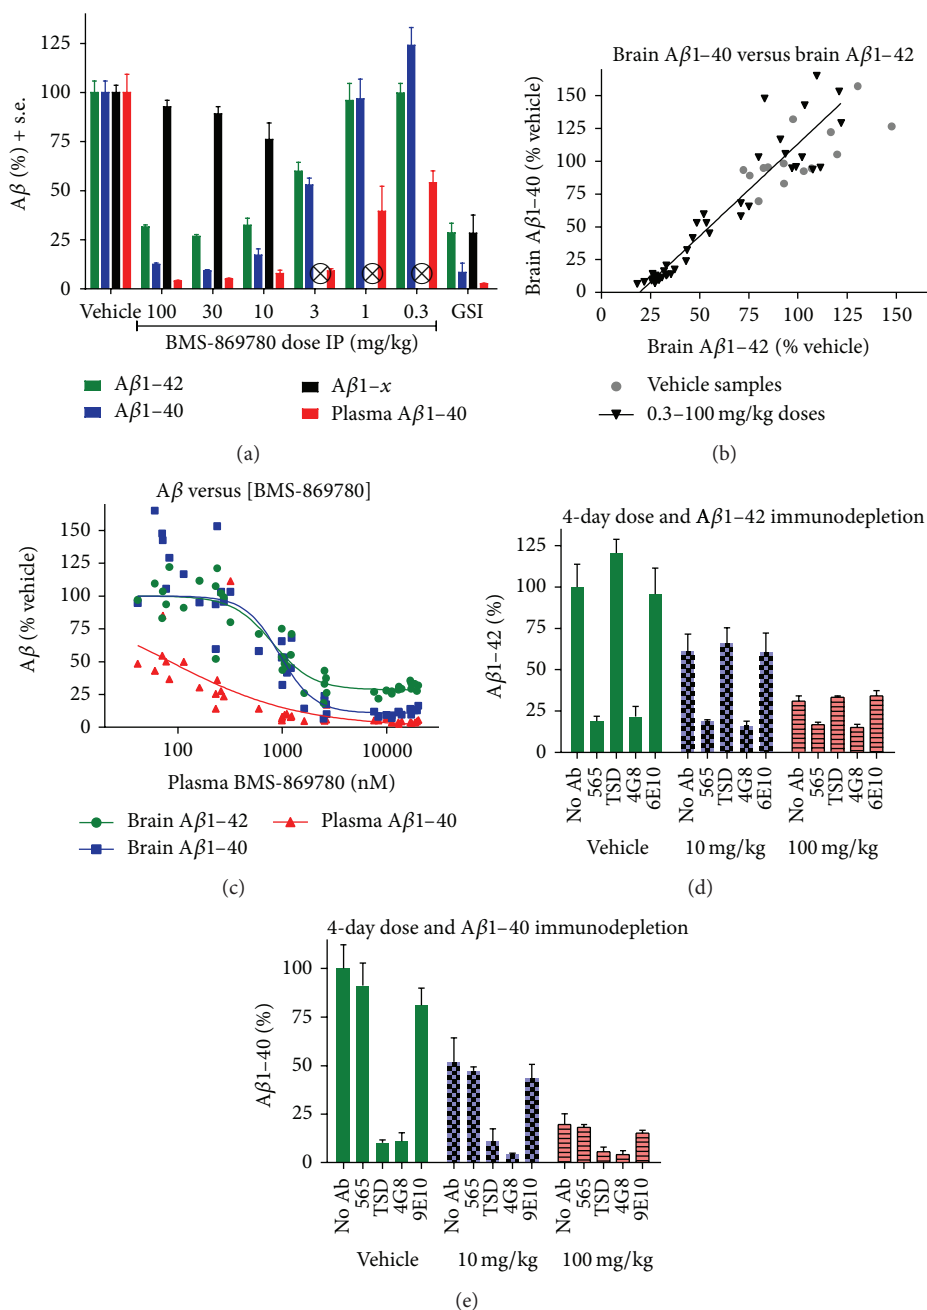 (a)
Aβ (%) + s.e.
125
100
75
50
25
0
Vehicle 100 30 10 3 1 0.3 GSI
BMS-869780 dose IP (mg/kg)
Aβ1–42
Aβ1–x
Aβ1–40
Plasma Aβ1–40
(a)
Brain Aβ1–40 versus brain Aβ1–42
Brain Aβ1–40 (% vehicle)
150
125
100
75
50
25
0
0 25 50 75 100 125 150
Brain Aβ1–42 (% vehicle)
Vehicle samples
0.3–100 mg/kg doses
(b)
Aβ versus [BMS-869780]
Aβ (% vehicle)
150
125
100
75
50
25
0
100 1000 10000
Plasma BMS-869780 (nM)
Brain Aβ1–42
Plasma Aβ1–40
Brain Aβ1–40
(c)
4-day dose and Aβ1–42 immunodepletion
Aβ1–42 (%)
125
100
75
50
25
0
No Ab 565 TSD 4G8 6E10 No Ab 565 TSD 4G8 6E10 No Ab 565 TSD 4G8 6E10
Vehicle 10 mg/kg 100 mg/kg
(d)
4-day dose and Aβ1–40 immunodepletion
Aβ1–40 (%)
100
75
50
25
0
No Ab 565 TSD 4G8 9E10 No Ab 565 TSD 4G8 9E10 No Ab 565 TSD 4G8 9E10
Vehicle 10 mg/kg 100 mg/kg
(e)